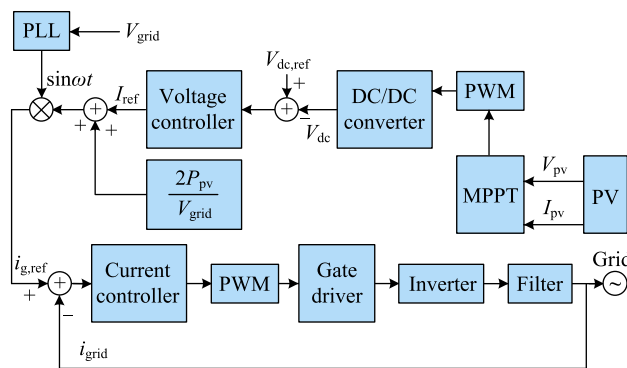 PLL
V_grid
sinωt
V_dc,ref
+
I_ref
Voltage
controller
+
+
+
−
V_dc
DC/DC
converter
PWM
2P_pv
V_grid
MPPT
V_pv
I_pv
PV
i_g,ref
+
−
Current
controller
PWM
Gate
driver
Inverter
Filter
Grid
~
i_grid